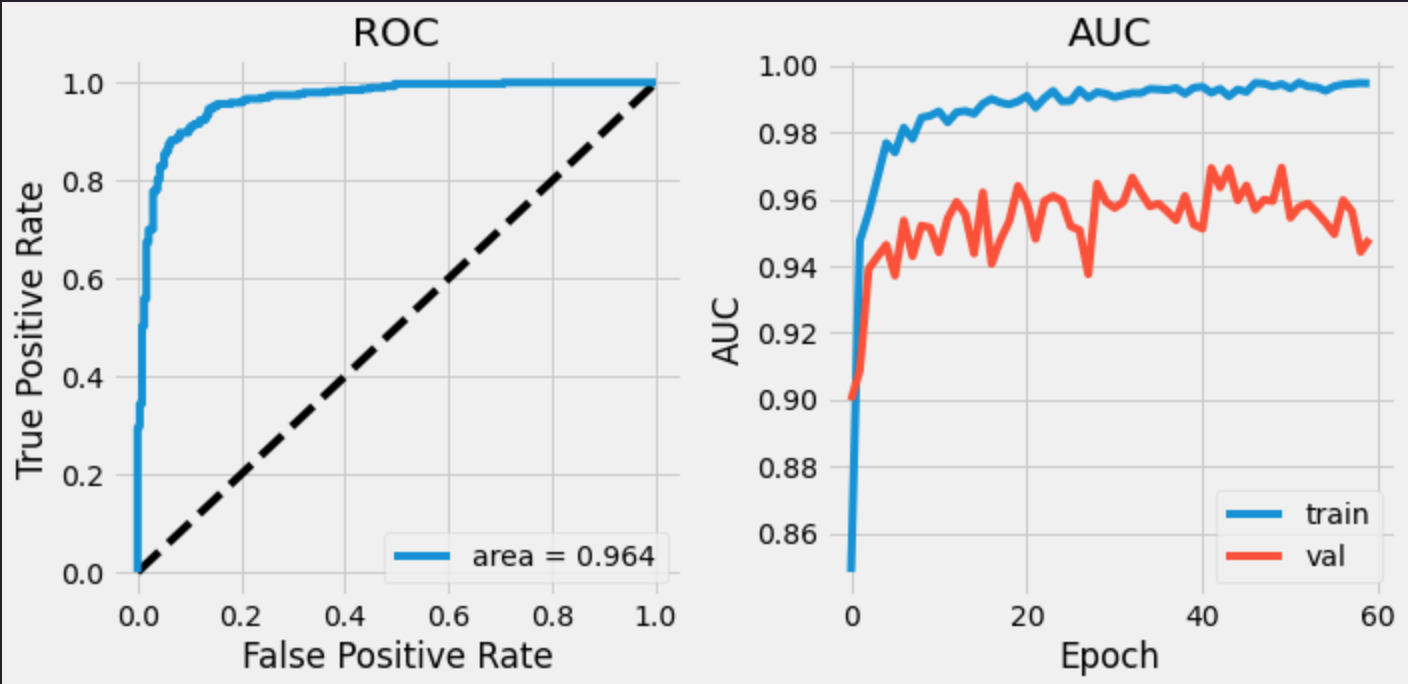 ROC
1.0
0.8
0.6
0.4
0.2
0.0
True Positive Rate
area = 0.964
0.0 0.2 0.4 0.6 0.8 1.0
False Positive Rate
AUC
1.00
0.98
0.96
0.94
0.92
0.90
0.88
0.86
AUC
train
val
0 20 40 60
Epoch